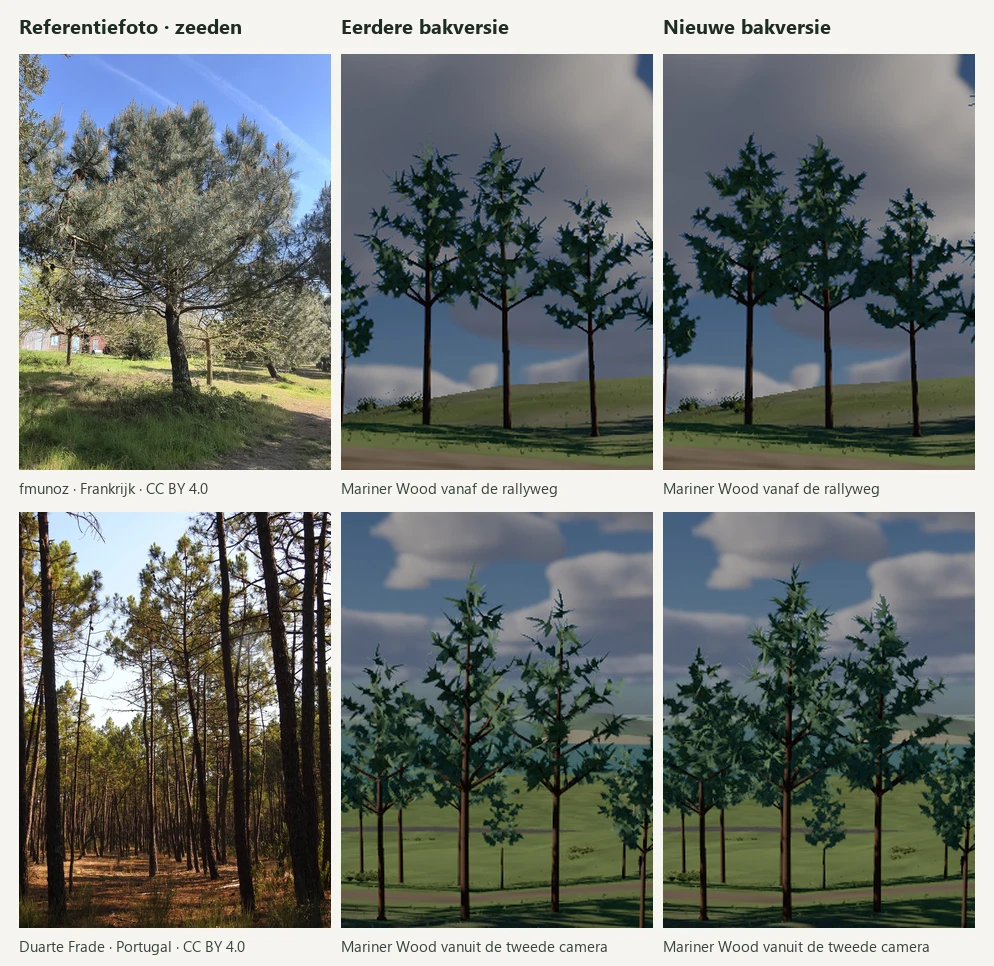 Referentiefoto · zeeden
Eerdere bakversie
Nieuwe bakversie
fmunoz · Frankrijk · CC BY 4.0
Mariner Wood vanaf de rallyweg
Mariner Wood vanaf de rallyweg
Duarte Frade · Portugal · CC BY 4.0
Mariner Wood vanuit de tweede camera
Mariner Wood vanuit de tweede camera